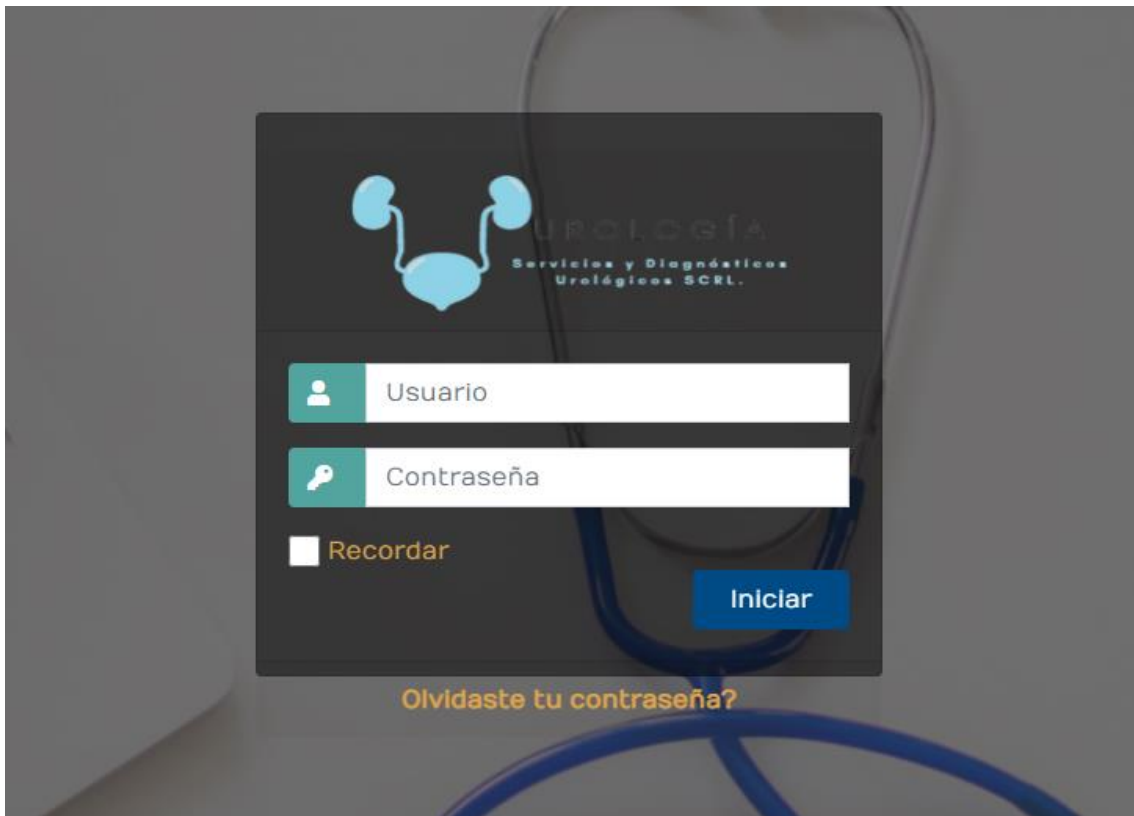 UROLOGÍA
Servicios y Diagnósticos
Urológicos SCRL.
Usuario
Contraseña
Recordar
Iniciar
Olvidaste tu contraseña?